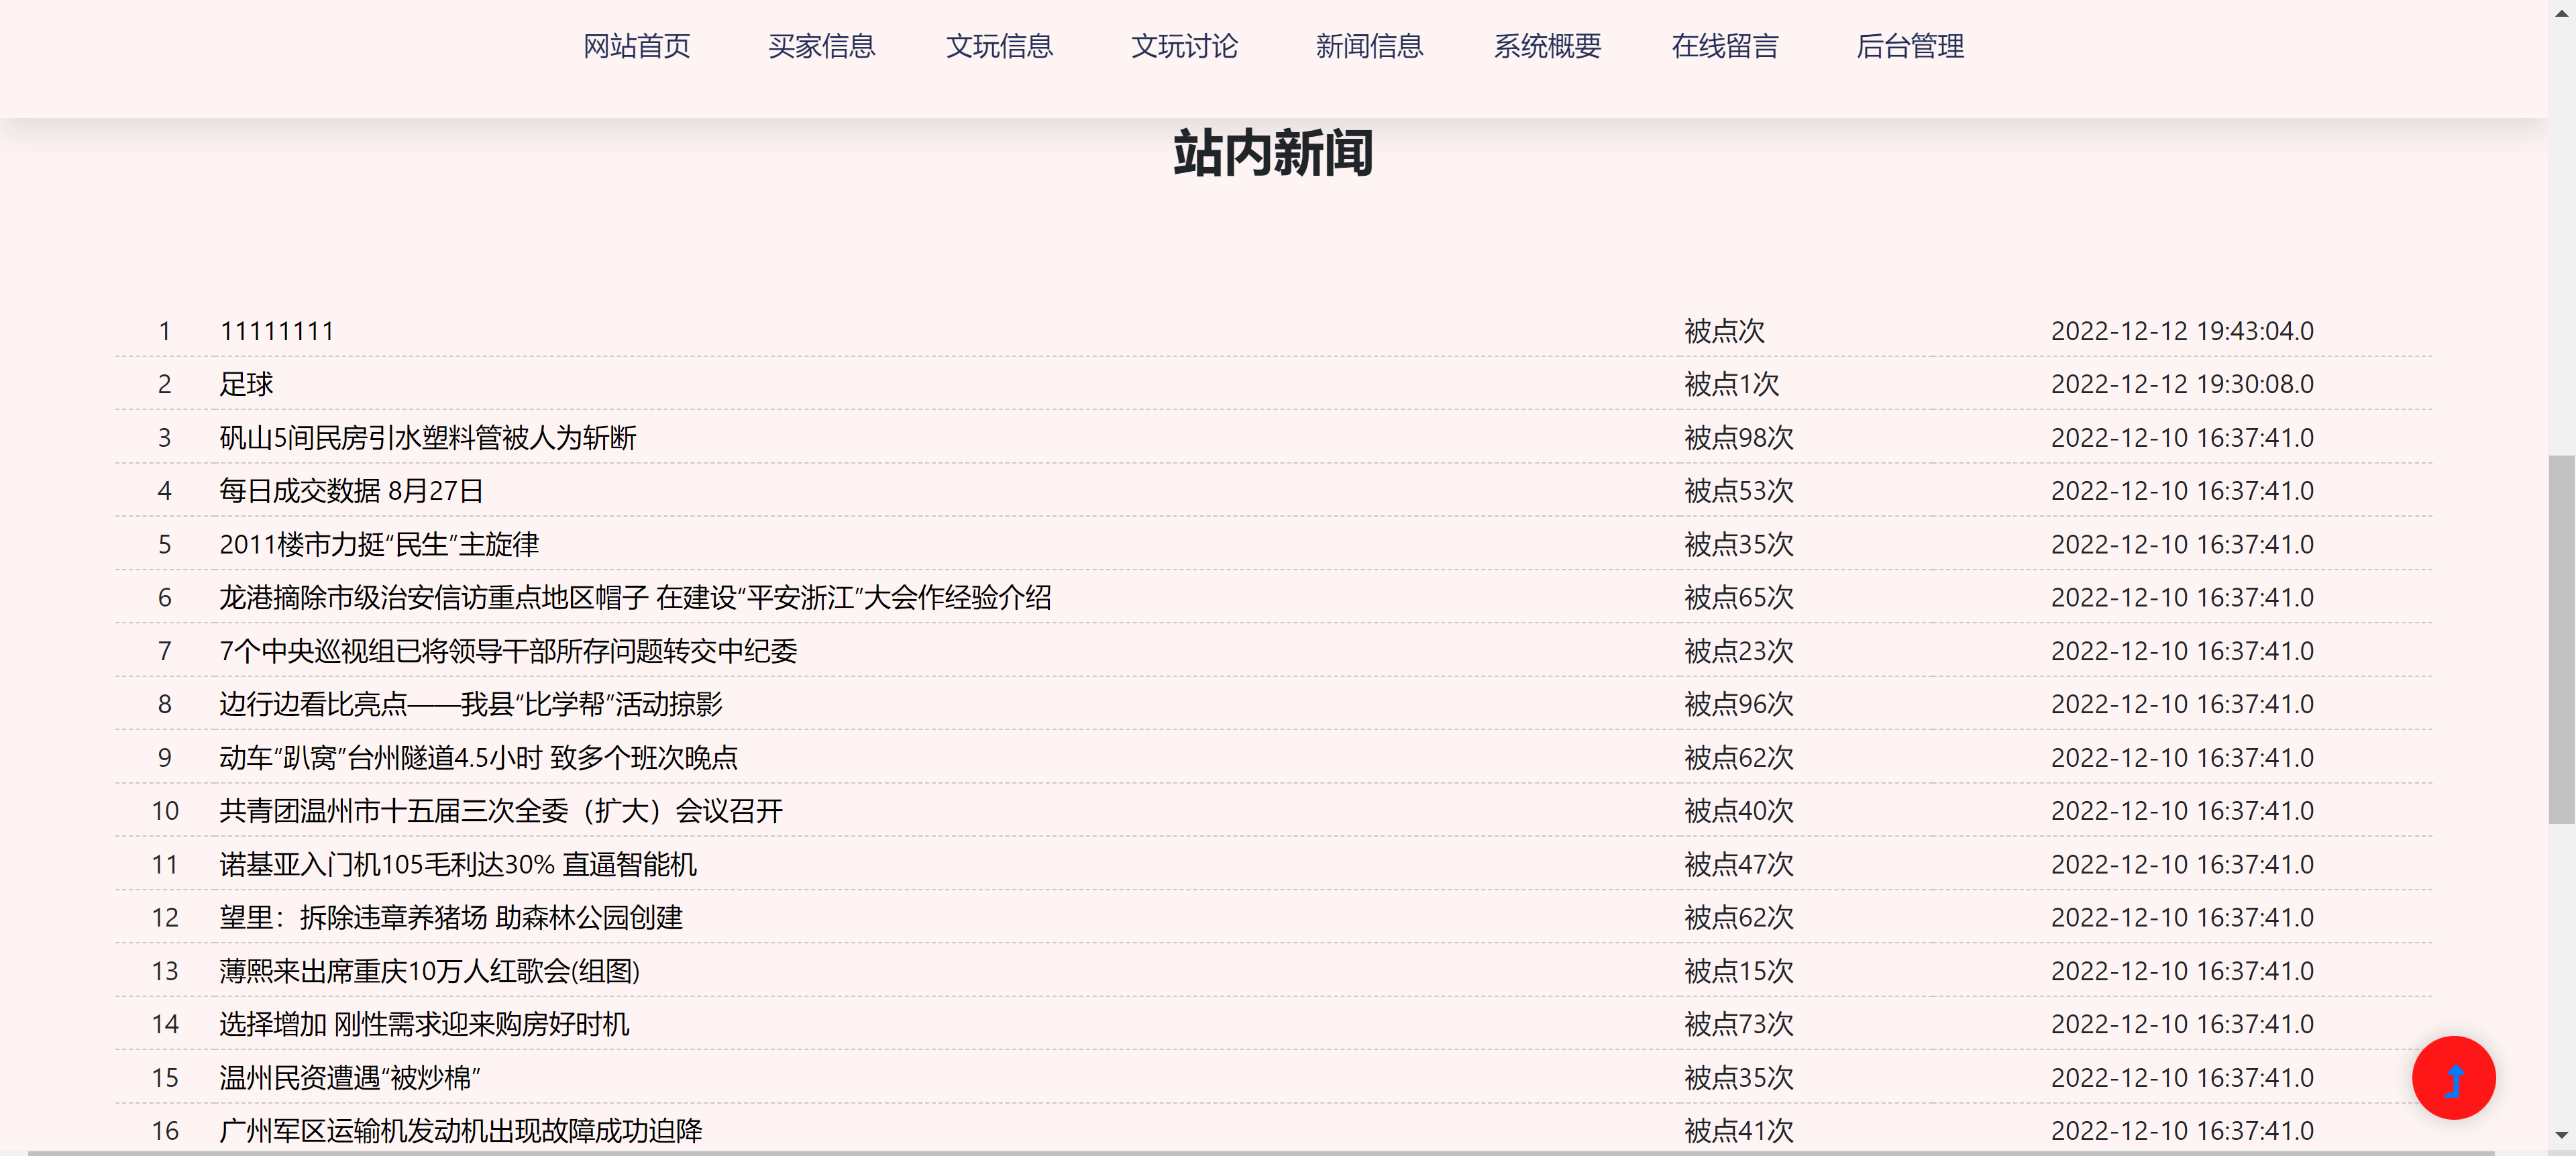 网站首页 买家信息 文玩信息 文玩讨论 新闻信息 系统概要 在线留言 后台管理
站内新闻
1 11111111 被点次 2022-12-12 19:43:04.0
2 足球 被点1次 2022-12-12 19:30:08.0
3 矾山5间民房引水塑料管被人为斩断 被点98次 2022-12-10 16:37:41.0
4 每日成交数据 8月27日 被点53次 2022-12-10 16:37:41.0
5 2011楼市力挺“民生”主旋律 被点35次 2022-12-10 16:37:41.0
6 龙港摘除市级治安信访重点地区帽子 在建设“平安浙江”大会作经验介绍 被点65次 2022-12-10 16:37:41.0
7 7个中央巡视组已将领导干部所存问题转交中纪委 被点23次 2022-12-10 16:37:41.0
8 边行边看比亮点——我县“比学帮”活动掠影 被点96次 2022-12-10 16:37:41.0
9 动车“趴窝”台州隧道4.5小时 致多个班次晚点 被点62次 2022-12-10 16:37:41.0
10 共青团温州市十五届三次全委（扩大）会议召开 被点40次 2022-12-10 16:37:41.0
11 诺基亚入门机105毛利达30% 直逼智能机 被点47次 2022-12-10 16:37:41.0
12 望里：拆除违章养猪场 助森林公园创建 被点62次 2022-12-10 16:37:41.0
13 薄熙来出席重庆10万人红歌会(组图) 被点15次 2022-12-10 16:37:41.0
14 选择增加 刚性需求迎来购房好时机 被点73次 2022-12-10 16:37:41.0
15 温州民资遭遇“被炒棉” 被点35次 2022-12-10 16:37:41.0
16 广州军区运输机发动机出现故障成功迫降 被点41次 2022-12-10 16:37:41.0